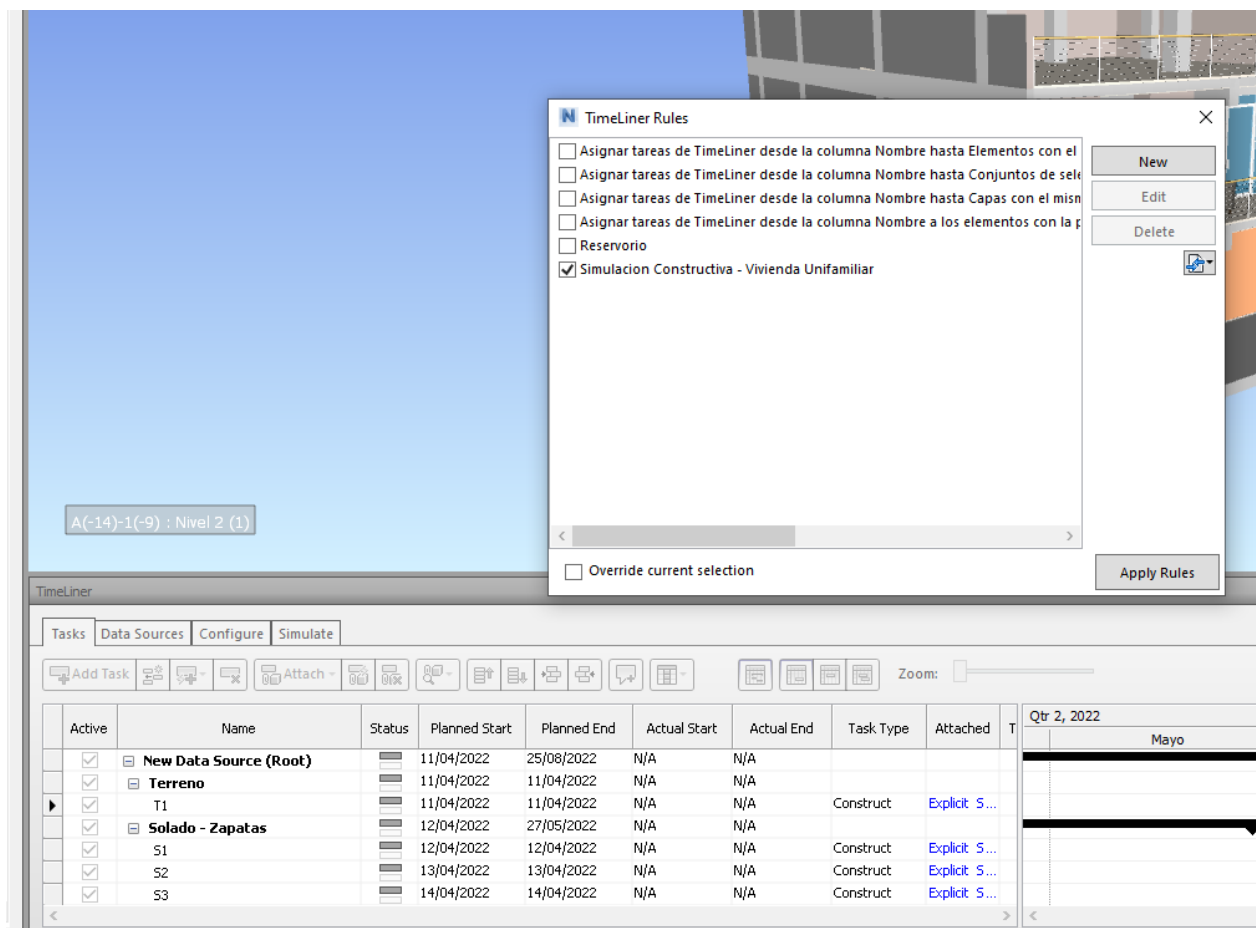 TimeLiner Rules
Asignar tareas de TimeLiner desde la columna Nombre hasta Elementos con el
Asignar tareas de TimeLiner desde la columna Nombre hasta Conjuntos de sele
Asignar tareas de TimeLiner desde la columna Nombre hasta Capas con el mism
Asignar tareas de TimeLiner desde la columna Nombre a los elementos con la p
Reservorio
Simulacion Constructiva - Vivienda Unifamiliar
New
Edit
Delete
Override current selection
Apply Rules
A(-14)-1(-9) : Nivel 2 (1)
TimeLiner
Tasks Data Sources Configure Simulate
Add Task Attach Zoom:
Active Name Status Planned Start Planned End Actual Start Actual End Task Type Attached T Qtr 2, 2022
Mayo
New Data Source (Root) 11/04/2022 25/08/2022 N/A N/A
Terreno 11/04/2022 11/04/2022 N/A N/A
T1 11/04/2022 11/04/2022 N/A N/A Construct Explicit S...
Solado - Zapatas 12/04/2022 27/05/2022 N/A N/A
S1 12/04/2022 12/04/2022 N/A N/A Construct Explicit S...
S2 13/04/2022 13/04/2022 N/A N/A Construct Explicit S...
S3 14/04/2022 14/04/2022 N/A N/A Construct Explicit S...